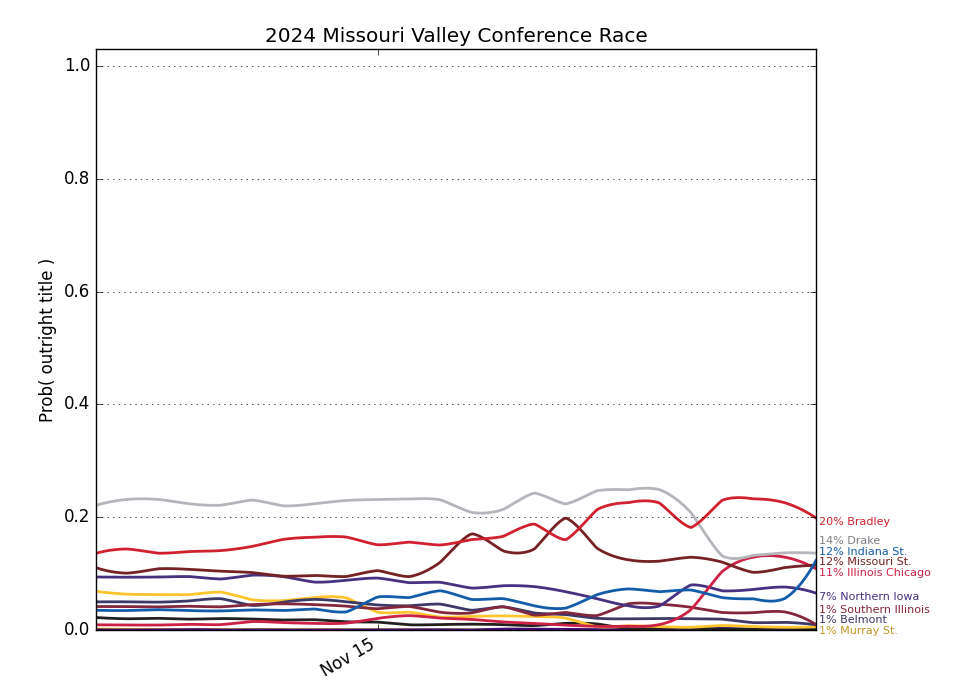 2024 Missouri Valley Conference Race
Prob( outright title )
1.0
0.8
0.6
0.4
0.2
0.0
Nov 15
20% Bradley
14% Drake
12% Indiana St.
12% Missouri St.
11% Illinois Chicago
7% Northern Iowa
1% Southern Illinois
1% Belmont
1% Murray St.